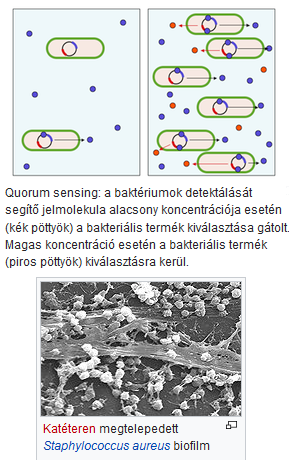 Quorum sensing: a baktériumok detektálását
segítő jelmolekula alacsony koncentrációja esetén
(kék pöttyök) a bakteriális termék kiválasztása gátolt.
Magas koncentráció esetén a bakteriális termék
(piros pöttyök) kiválasztásra kerül.
Katéteren megtelepedett
Staphylococcus aureus biofilm